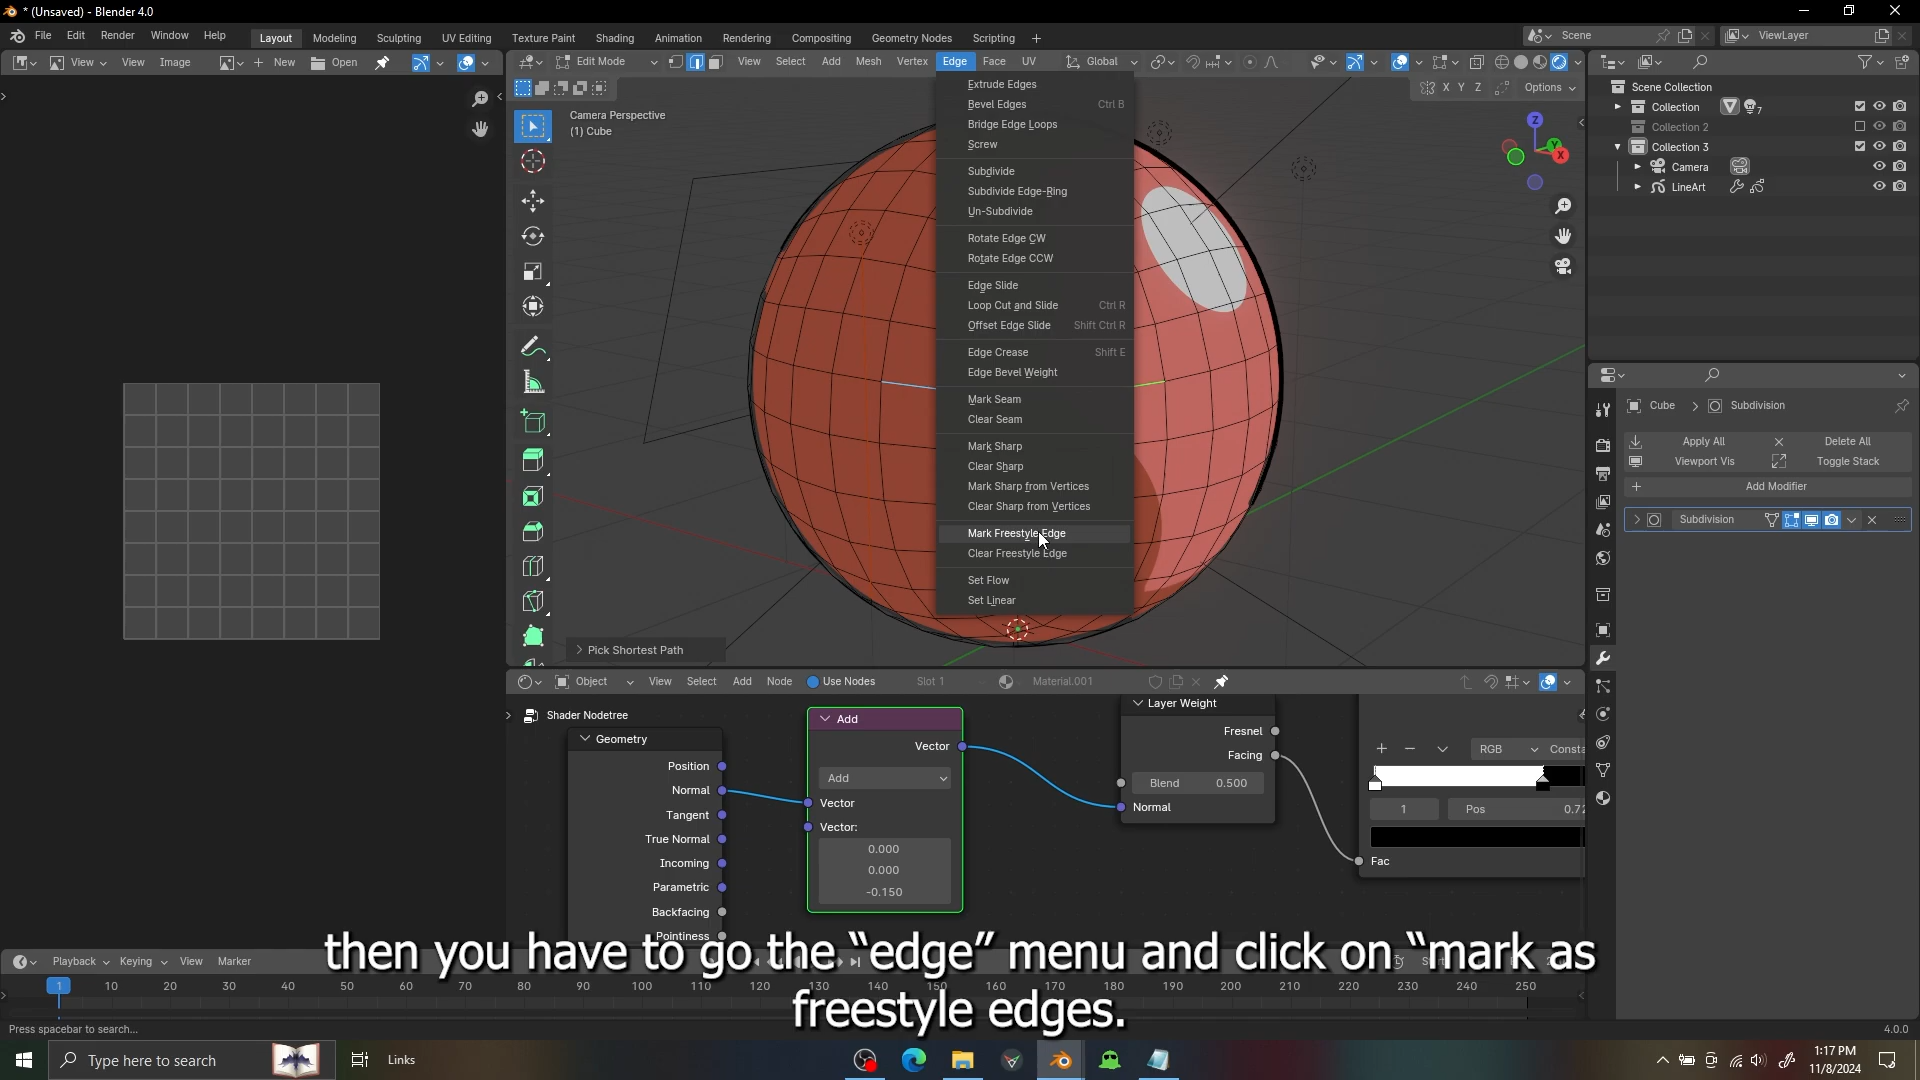 * (Unsaved) - Blender 4.0
File Edit Render Window Help
Layout Modeling Sculpting UV Editing Texture Paint Shading Animation Rendering Compositing Geometry Nodes Scripting +
Scene
ViewLayer
View View Image + New Open
Edit Mode View Select Add Mesh Vertex Edge Face UV Global
X Y Z Options
Camera Perspective
(1) Cube
Extrude Edges
Bevel Edges Ctrl B
Bridge Edge Loops
Screw
Subdivide
Subdivide Edge-Ring
Un-Subdivide
Rotate Edge CW
Rotate Edge CCW
Edge Slide
Loop Cut and Slide Ctrl R
Offset Edge Slide Shift Ctrl R
Edge Crease Shift E
Edge Bevel Weight
Mark Seam
Clear Seam
Mark Sharp
Clear Sharp
Mark Sharp from Vertices
Clear Sharp from Vertices
Mark Freestyle Edge
Clear Freestyle Edge
Set Flow
Set Linear
Z
Y
X
Pick Shortest Path
Scene Collection
Collection 7
Collection 2
Collection 3
Camera
LineArt
Cube > Subdivision
Apply All Delete All
Viewport Vis Toggle Stack
+ Add Modifier
Subdivision
Object View Select Add Node Use Nodes Slot 1 Material.001
Shader Nodetree
Geometry
Position
Normal
Tangent
True Normal
Incoming
Parametric
Backfacing
Pointiness
Add
Vector
Add
Vector
Vector:
0.000
0.000
-0.150
Layer Weight
Fresnel
Facing
Blend 0.500
Normal
RGB Consta
1 Pos 0.72
Fac
then you have to go the “edge” menu and click on “mark as
freestyle edges.
Playback Keying View Marker
1 10 20 30 40 50 60 70 80 90 100 110 120 130 140 150 160 170 180 190 200 210 220 230 240 250
Press spacebar to search...
4.0.0
Type here to search
Links
1:17 PM
11/8/2024